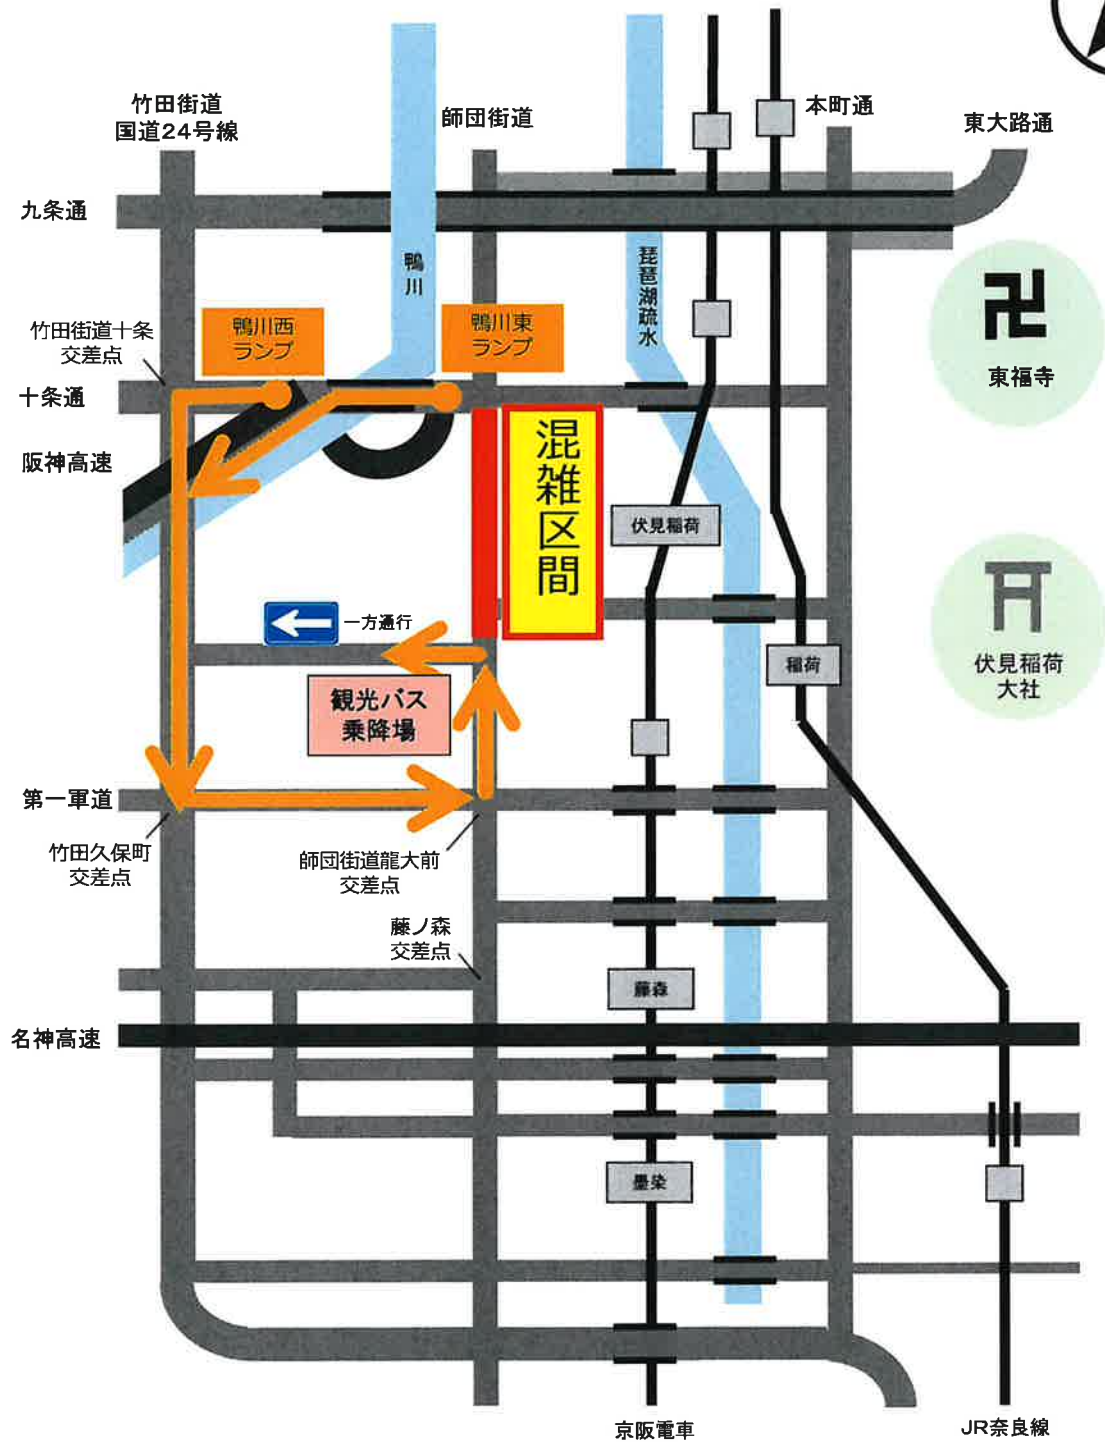 竹田街道
国道24号線
師団街道
本町通
東大路通
九条通
鴨川
琵琶湖疏水
竹田街道十条
交差点
鴨川西
ランプ
鴨川東
ランプ
東福寺
十条通
阪神高速
混雑区間
伏見稲荷
一方通行
稲荷
伏見稲荷
大社
観光バス
乗降場
第一軍道
竹田久保町
交差点
師団街道龍大前
交差点
藤ノ森
交差点
藤森
名神高速
墨染
京阪電車
JR奈良線